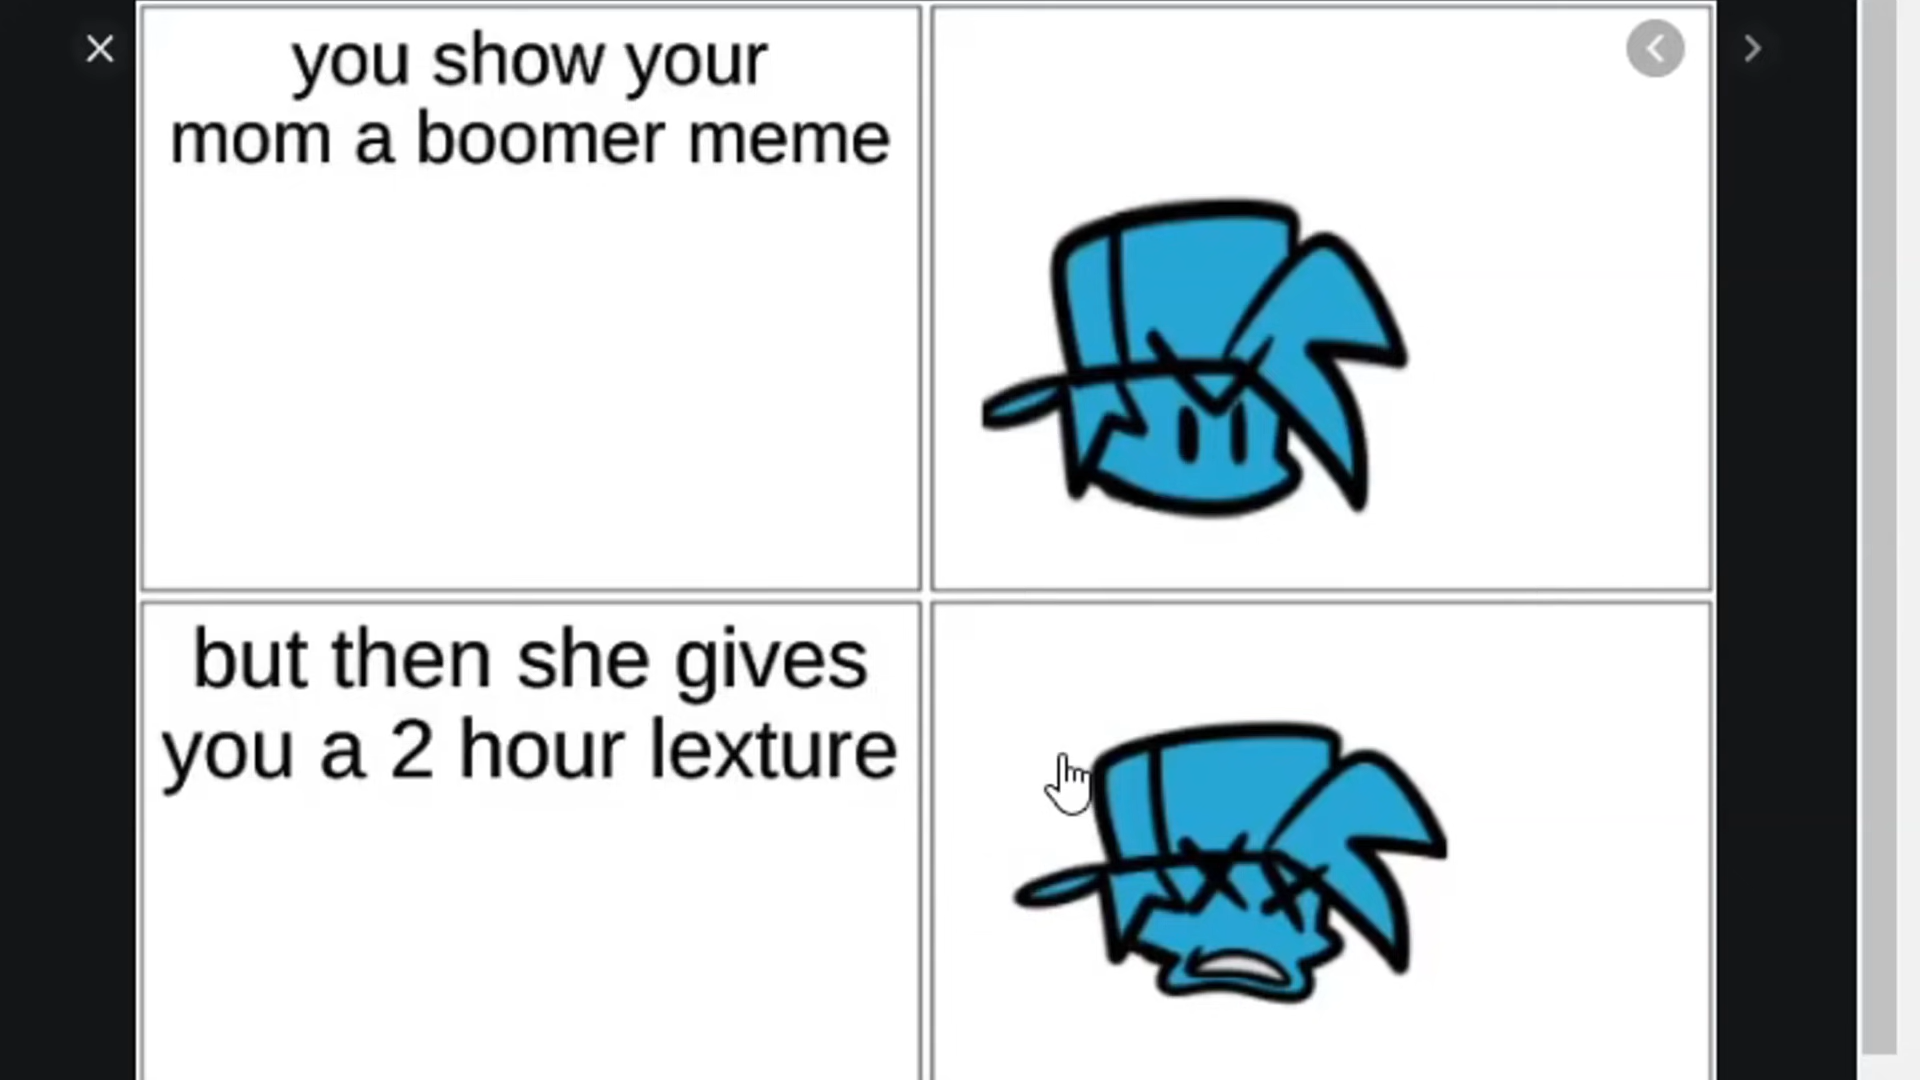 you show your
mom a boomer meme
but then she gives
you a 2 hour lexture